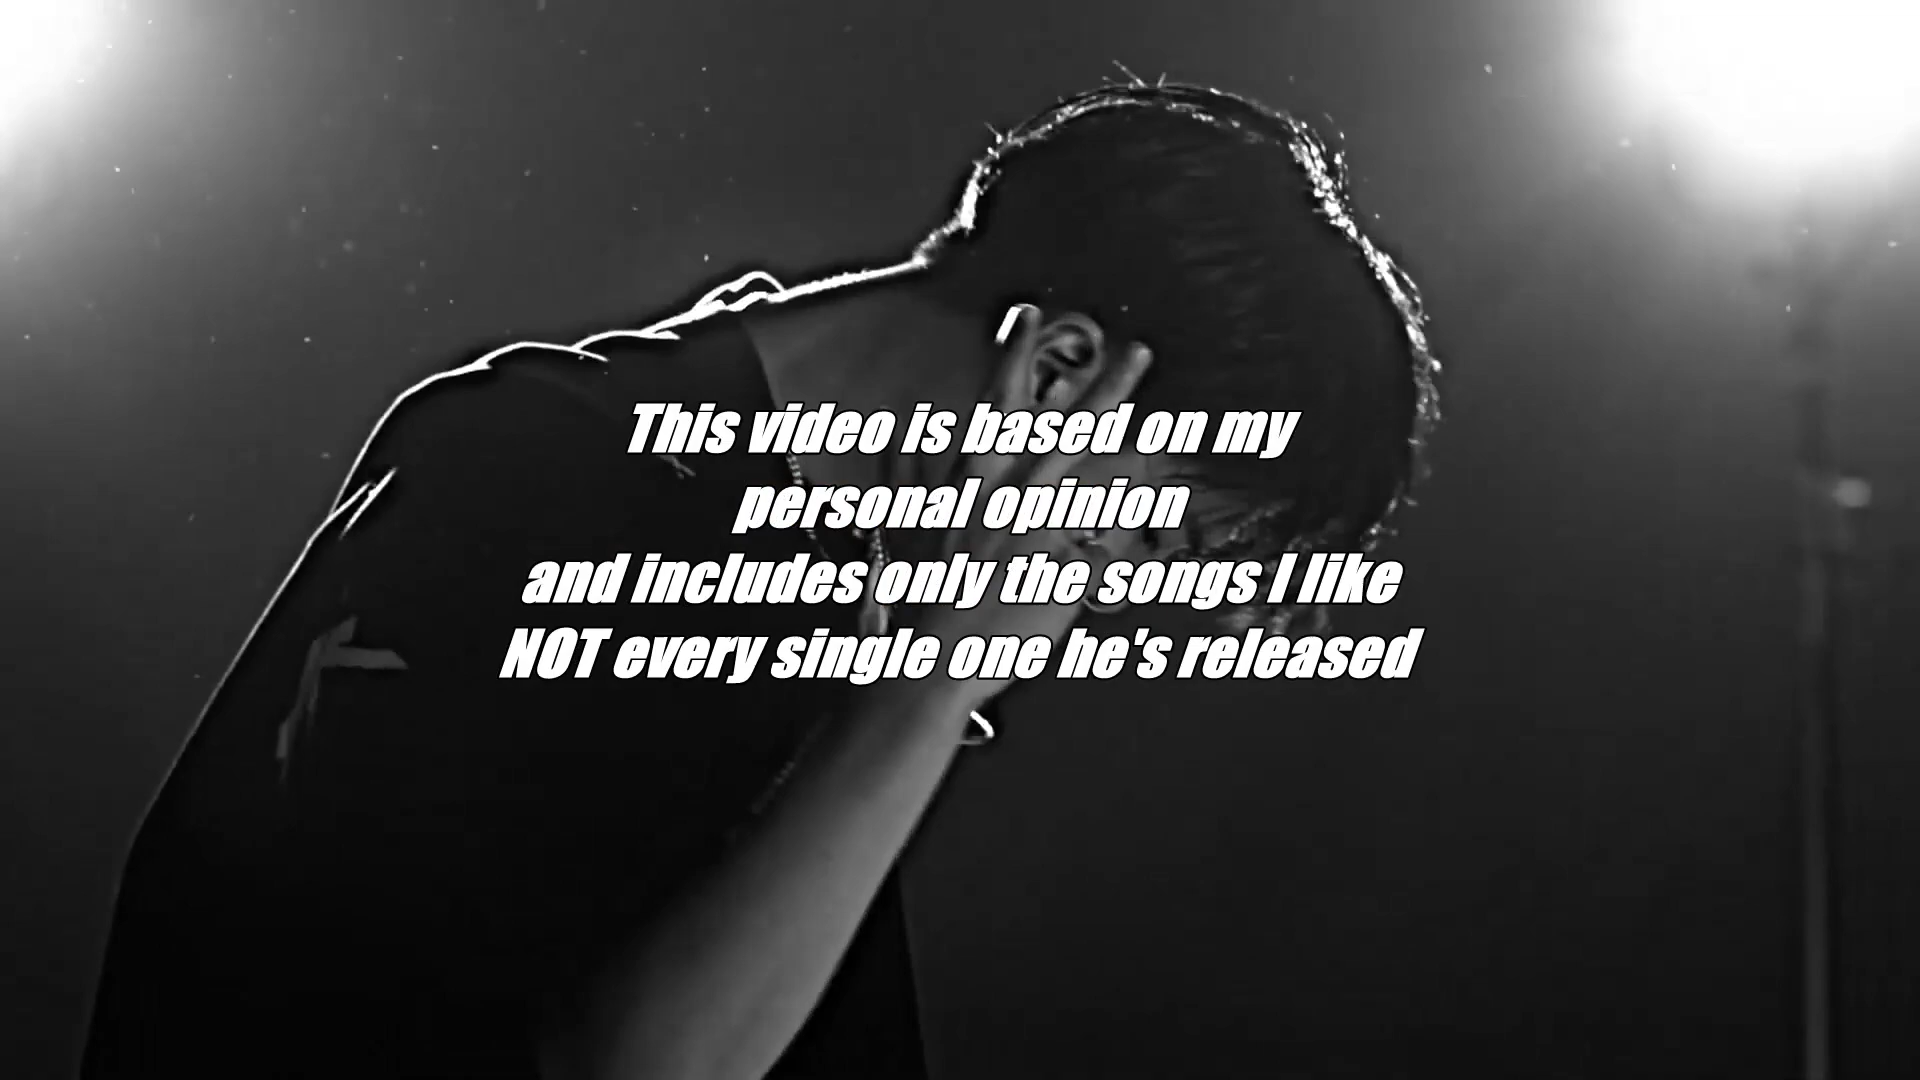 This video is based on my
personal opinion
and includes only the songs I like
NOT every single one he's released